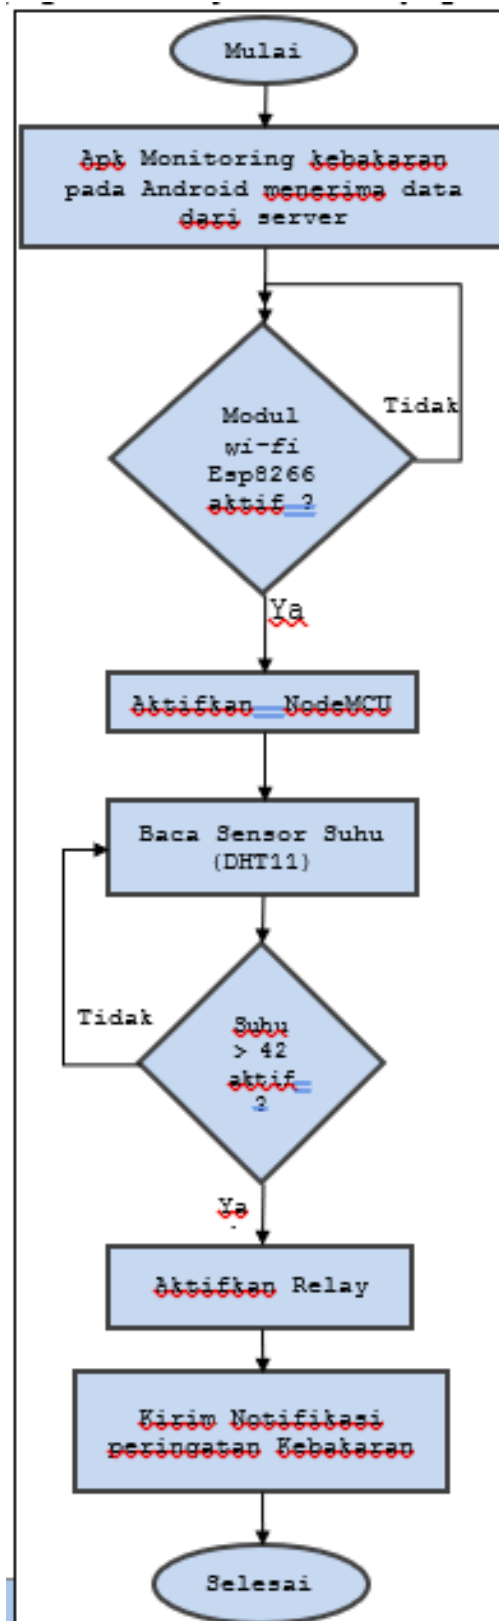 Mulai
Apk Monitoring kebakaran
pada Android menerima data
dari server
Tidak
Modul
wi-fi
Esp8266
aktif ?
Ya
Aktifkan NodeMCU
Baca Sensor Suhu
(DHT11)
Tidak
Suhu
> 42
aktif
?
Ya
Aktifkan Relay
Kirim Notifikasi
peringatan Kebakaran
Selesai